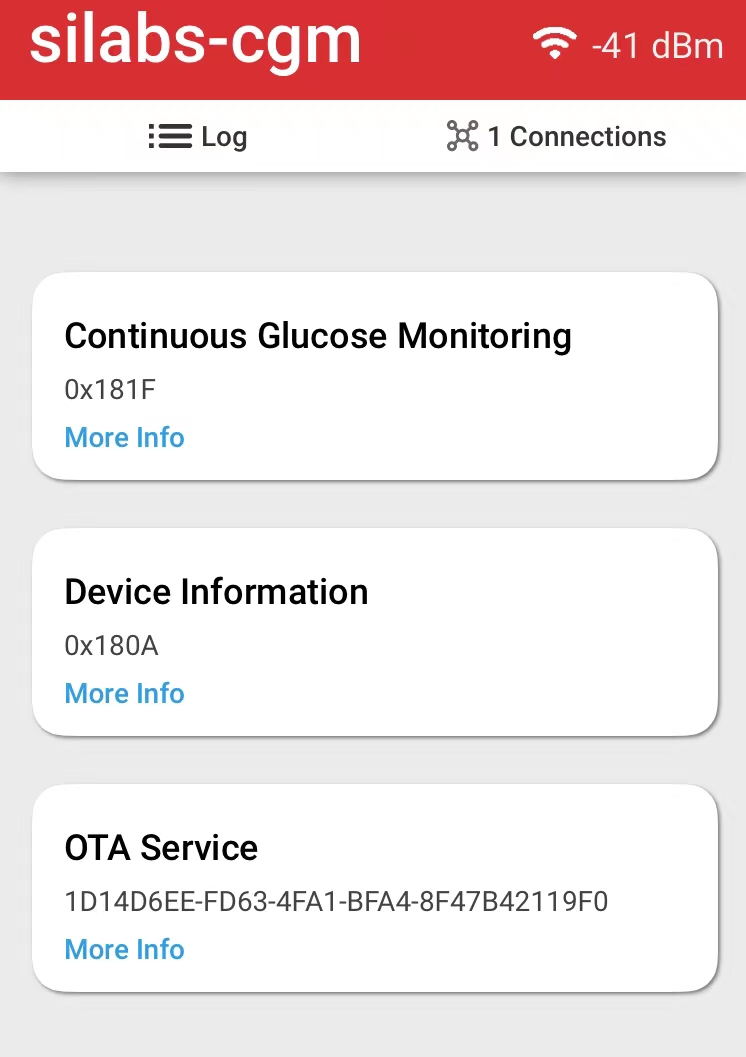 silabs-cgm
-41 dBm
Log
1 Connections
Continuous Glucose Monitoring
0x181F
More Info
Device Information
0x180A
More Info
OTA Service
1D14D6EE-FD63-4FA1-BFA4-8F47B42119F0
More Info